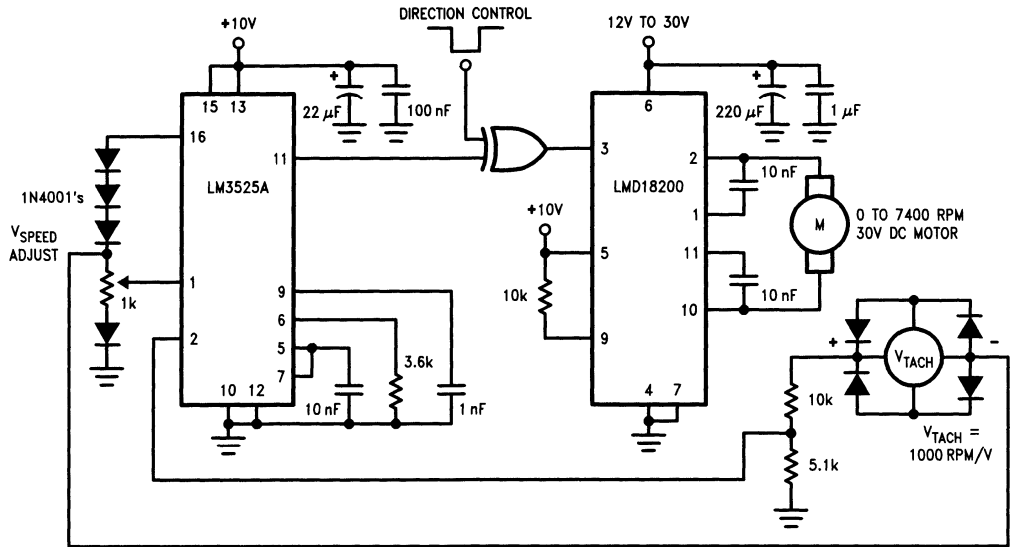 DIRECTION CONTROL
+10V
12V TO 30V
15
13
+
22 μF
100 nF
6
+
220 μF
1 μF
16
11
3
2
10 nF
LM3525A
LMD18200
1N4001's
1
M
0 TO 7400 RPM
30V DC MOTOR
+10V
VSPEED
ADJUST
5
11
1
1k
10k
10 nF
9
10
6
2
9
5
3.6k
+
VTACH
-
7
10
12
10 nF
1 nF
4
7
10k
VTACH =
1000 RPM/V
5.1k